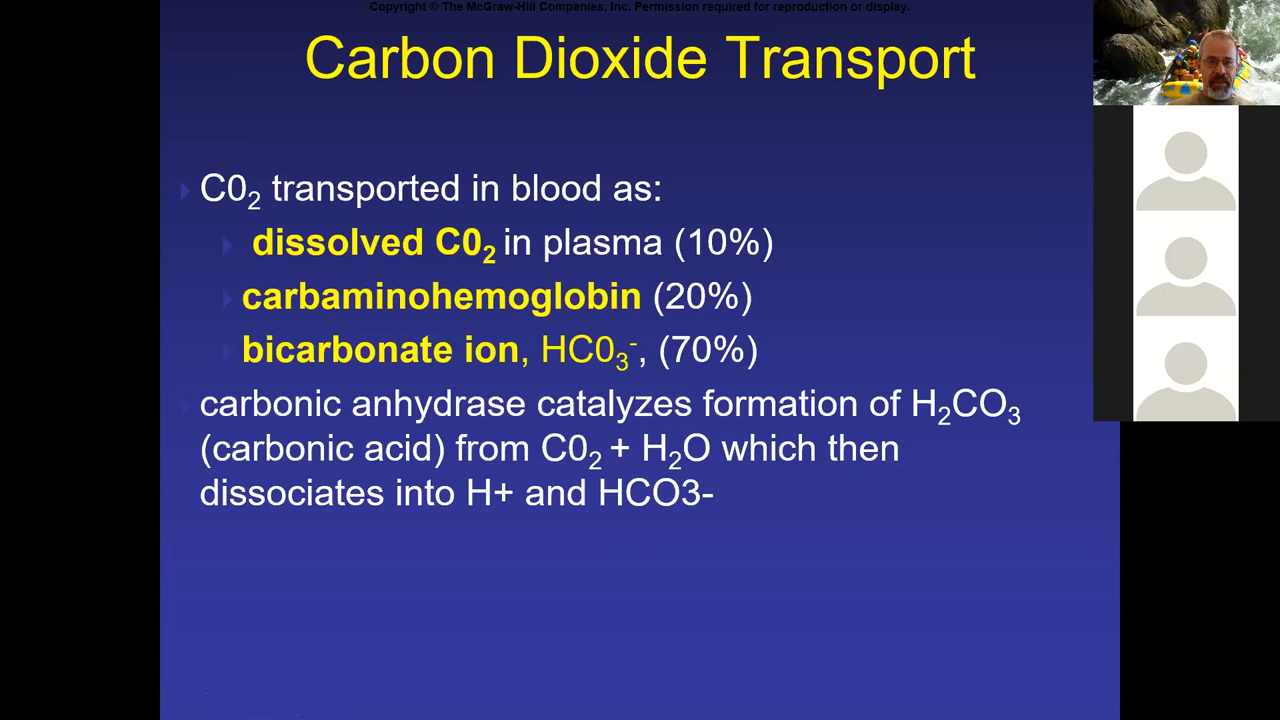 Copyright © The McGraw-Hill Companies, Inc. Permission required for reproduction or display.
Carbon Dioxide Transport
C0₂ transported in blood as:
dissolved C0₂ in plasma (10%)
carbaminohemoglobin (20%)
bicarbonate ion, HC0₃⁻, (70%)
carbonic anhydrase catalyzes formation of H₂CO₃
(carbonic acid) from C0₂ + H₂O which then
dissociates into H+ and HCO3-